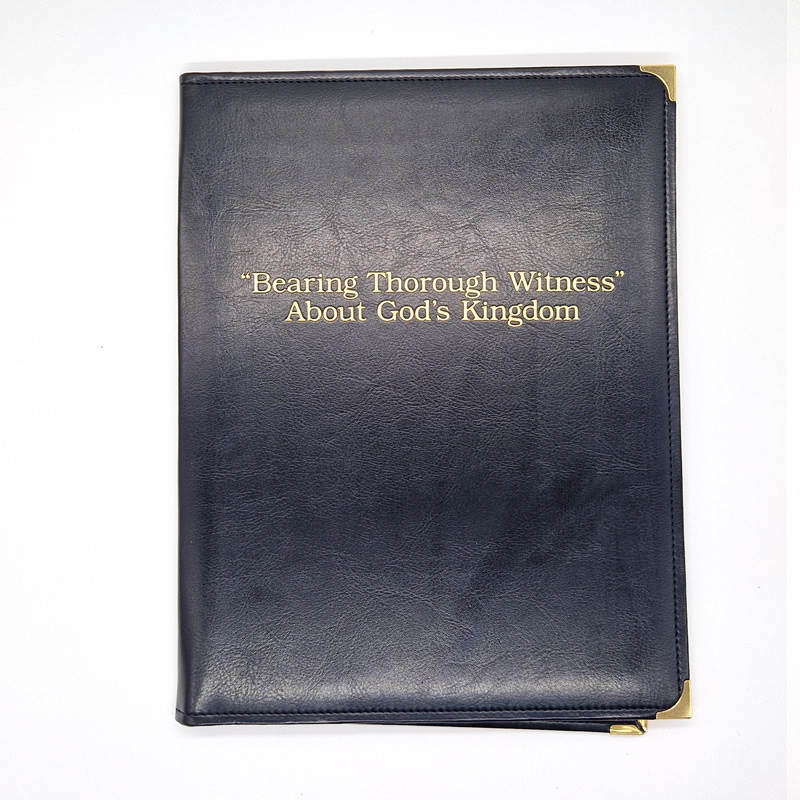 “Bearing Thorough Witness”
About God’s Kingdom